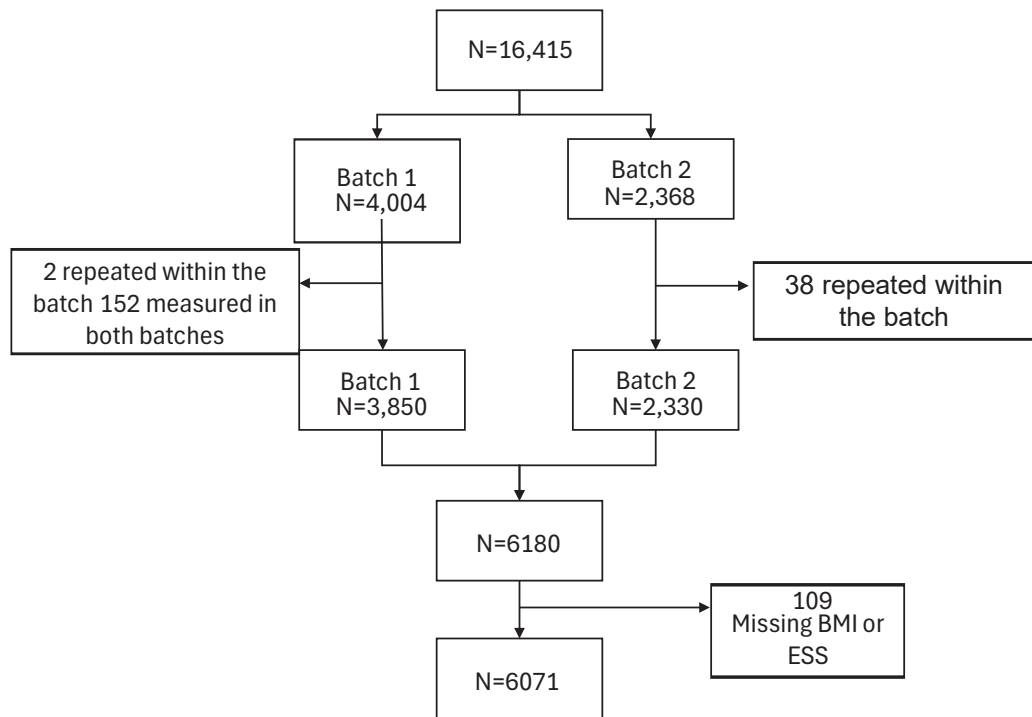 N=16,415
Batch 1
N=4,004
Batch 2
N=2,368
2 repeated within the
batch 152 measured in
both batches
38 repeated within
the batch
Batch 1
N=3,850
Batch 2
N=2,330
N=6180
109
Missing BMI or
ESS
N=6071